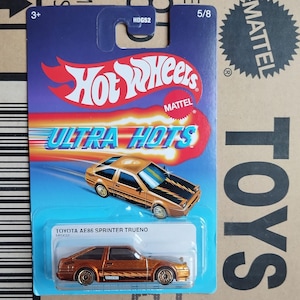 3+
HDG52
5/8
Hot Wheels
MATTEL
ULTRA HOTS
TOYOTA AE86 SPRINTER TRUENO
MATTEL
®
TOYS